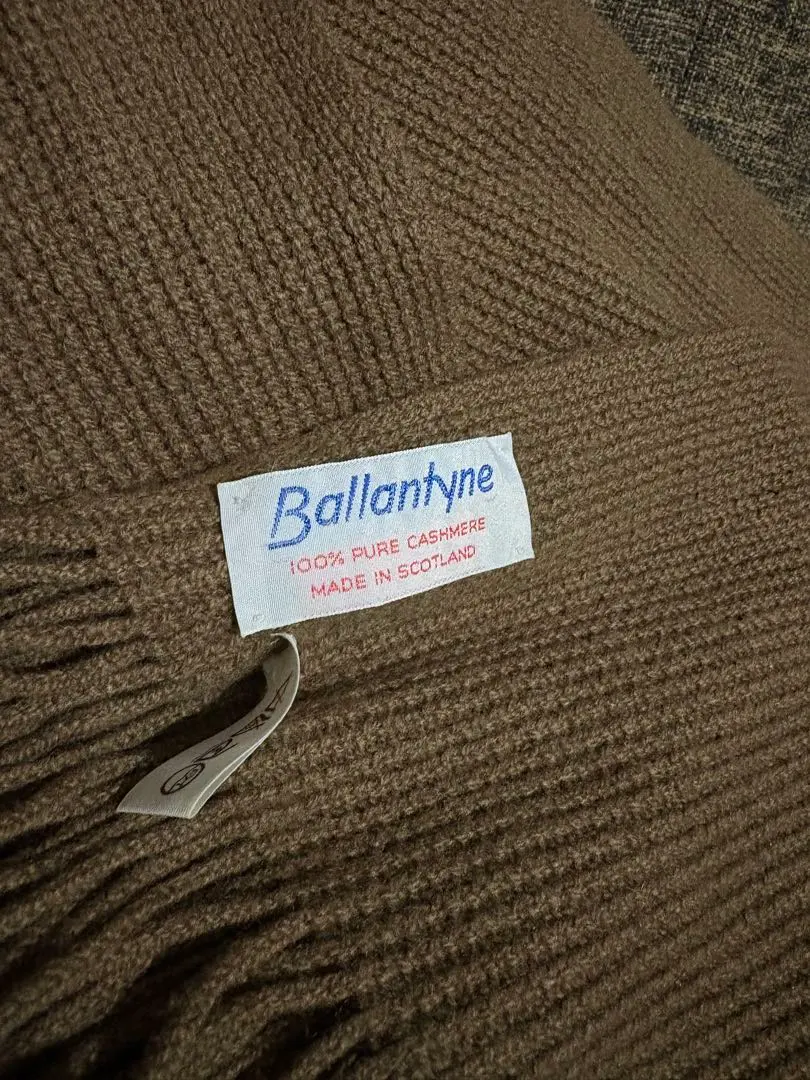 Ballantyne
100% PURE CASHMERE
MADE IN SCOTLAND